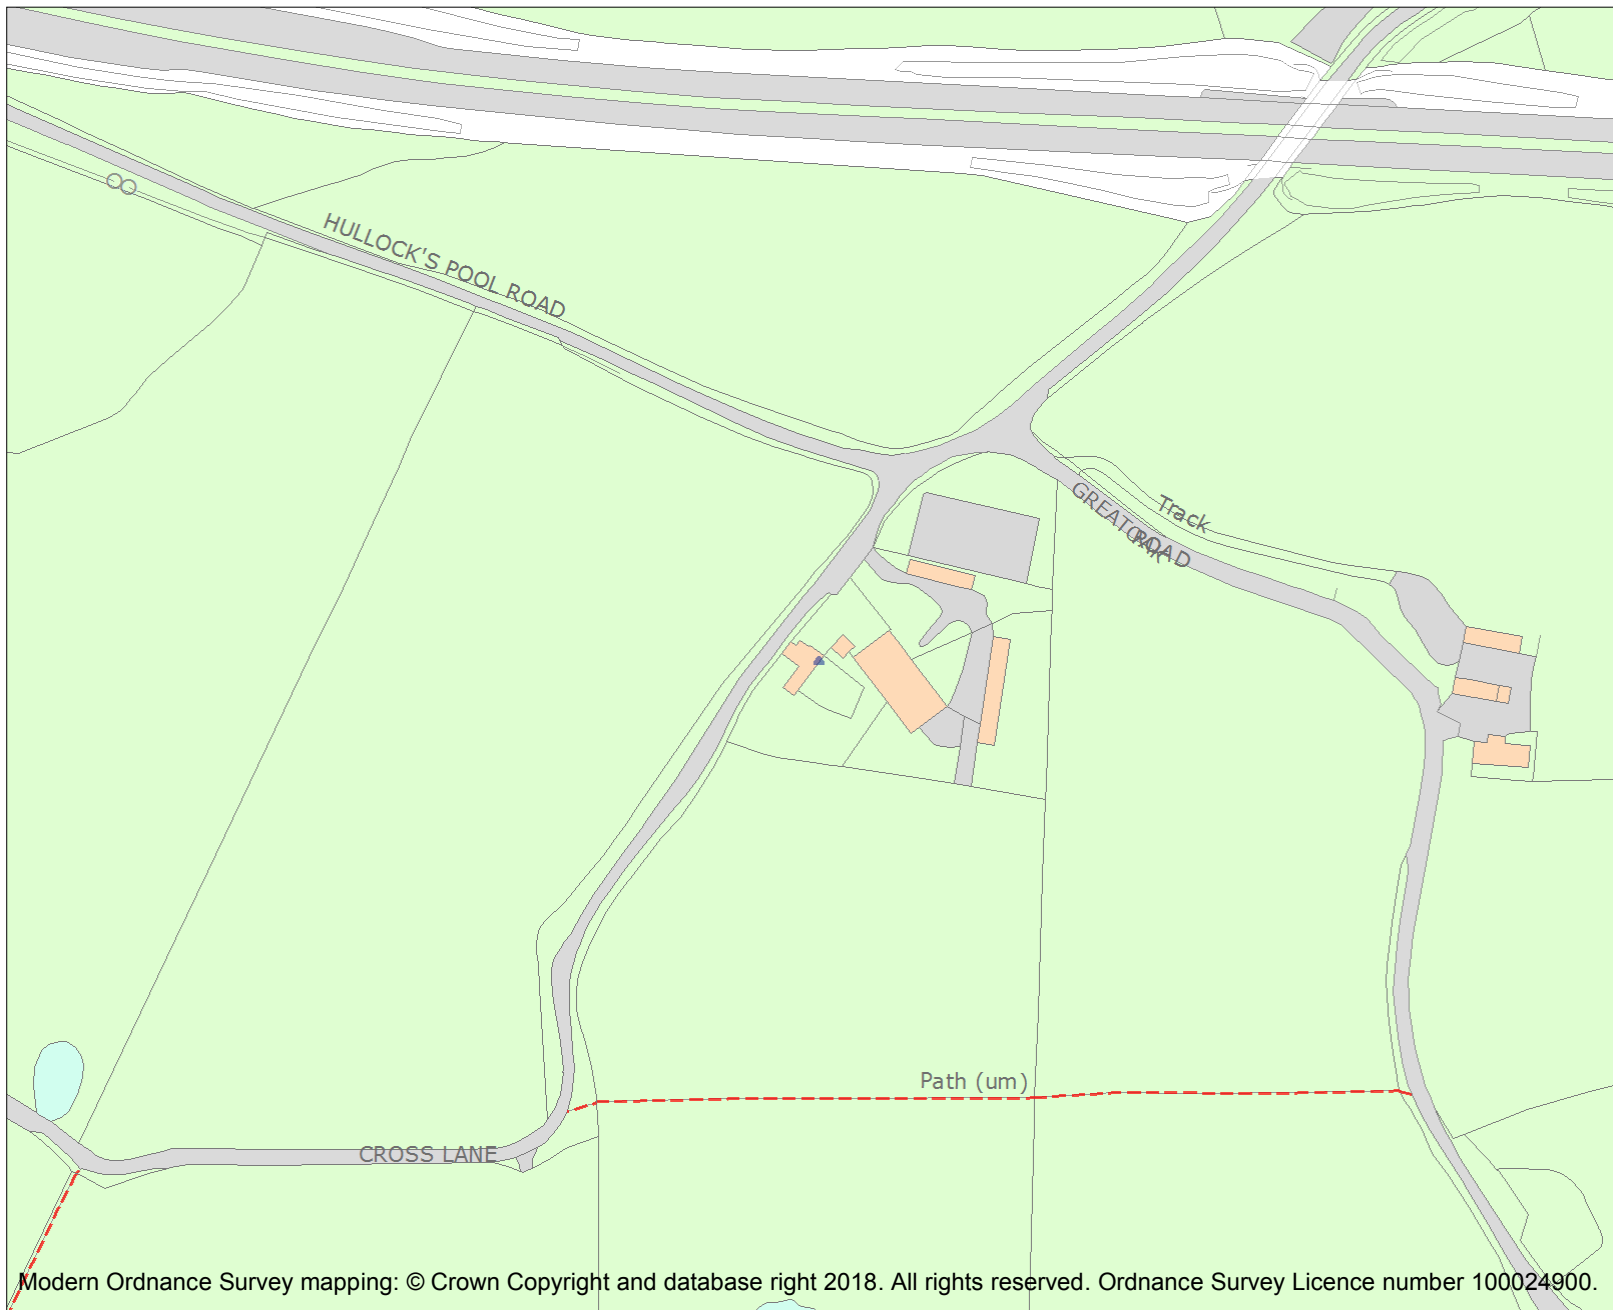 HULLOCK'S POOL ROAD
Track
GREAT OAK
ROAD
Path (um)
CROSS LANE
Modern Ordnance Survey mapping: © Crown Copyright and database right 2018. All rights reserved. Ordnance Survey Licence number 100024900.